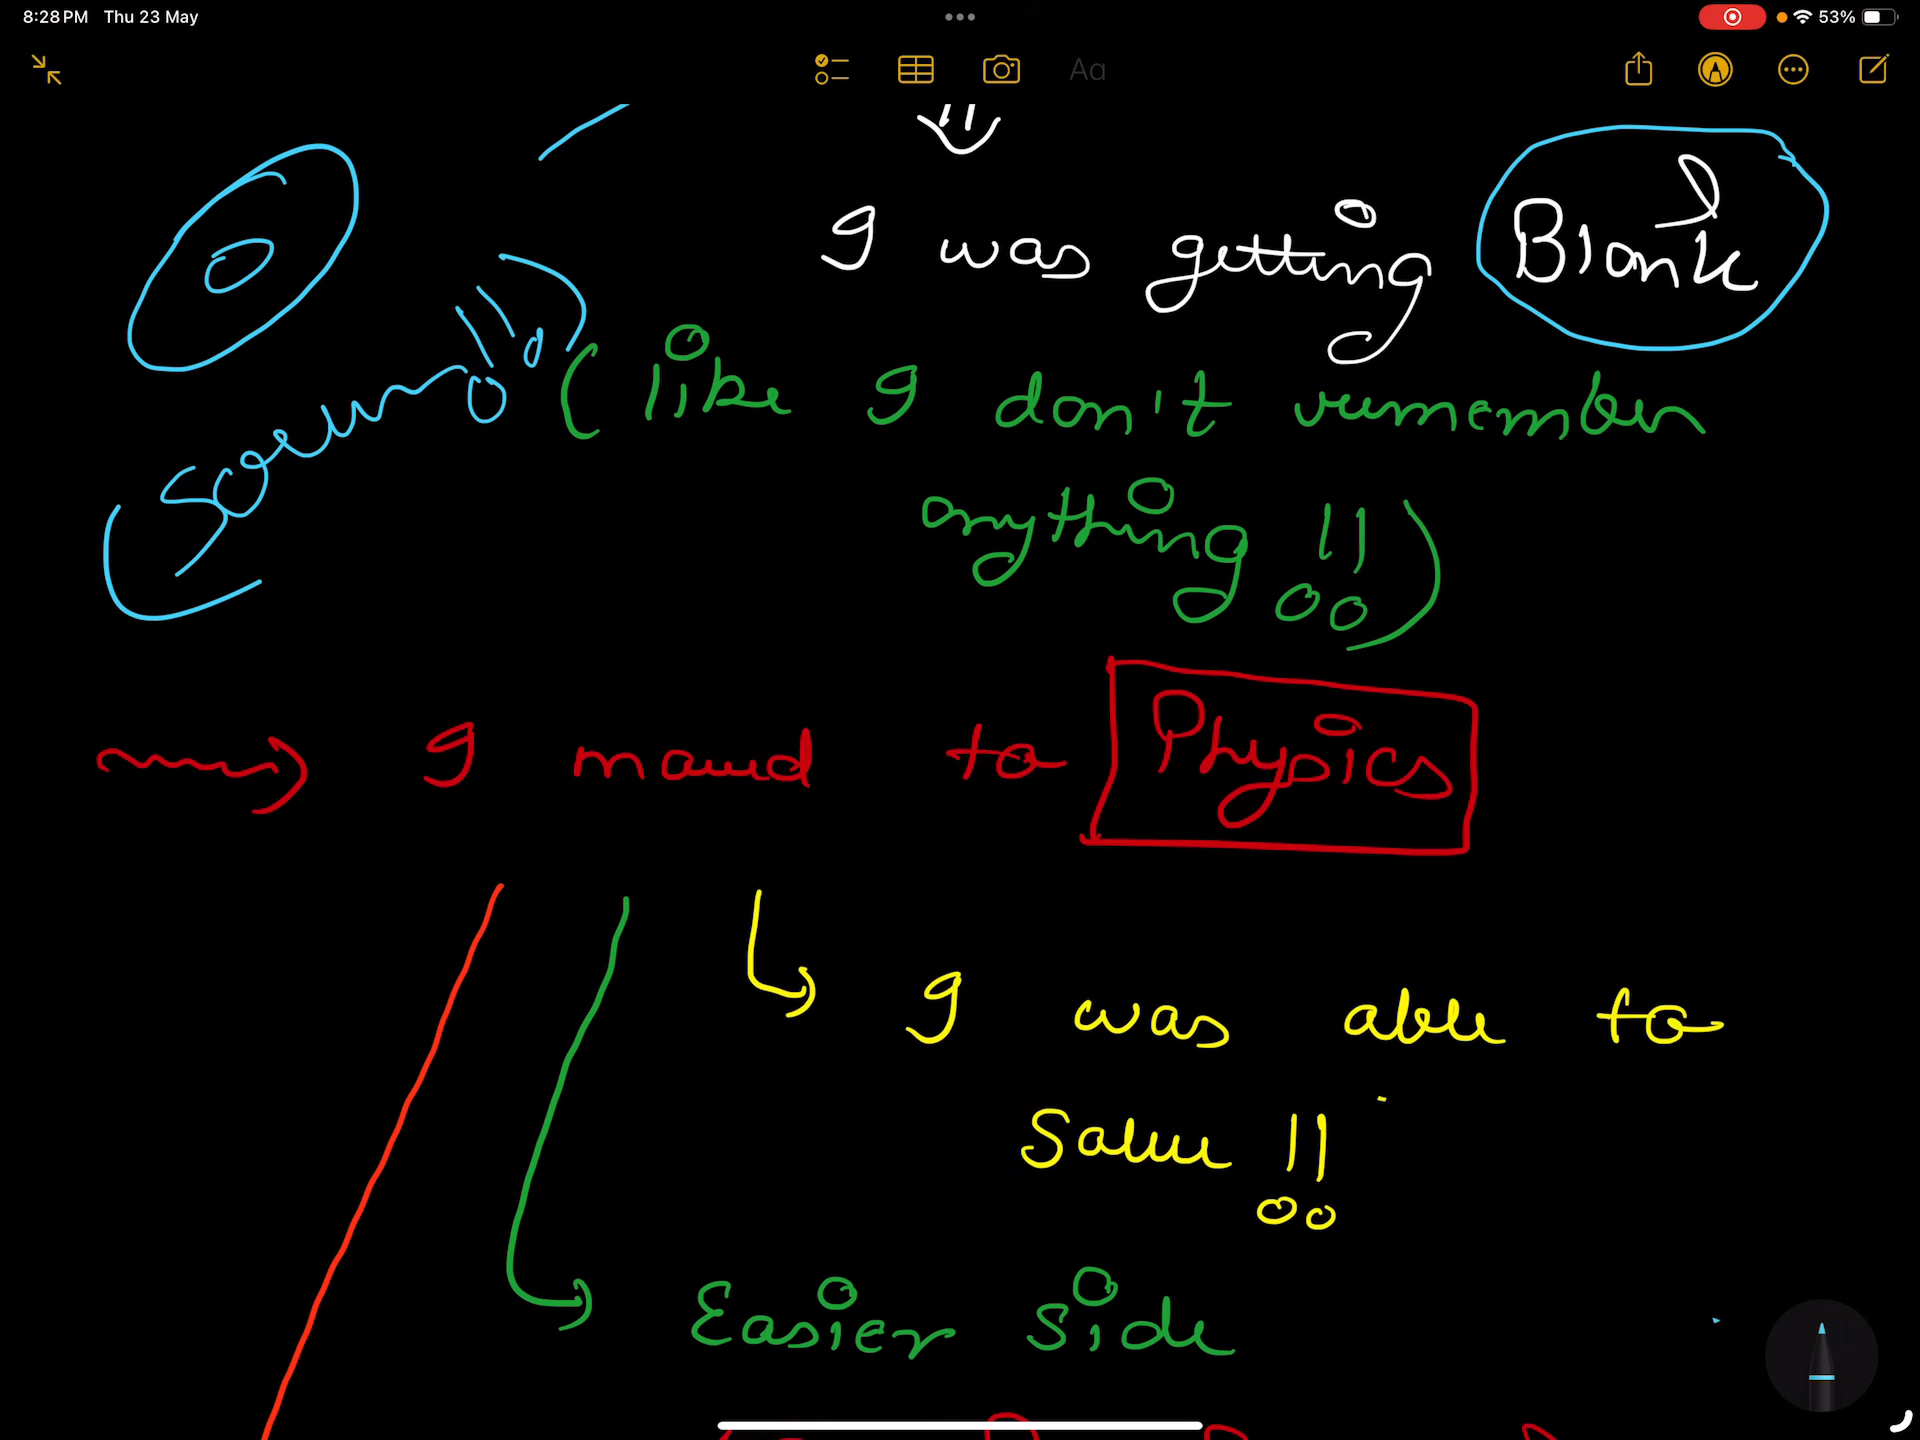 8:28 PM Thu 23 May
53%
Aa
I was getting Blank
(like I don't remember
anything !!)
I moved to Physics
I was able to
Solve !!
Easier side